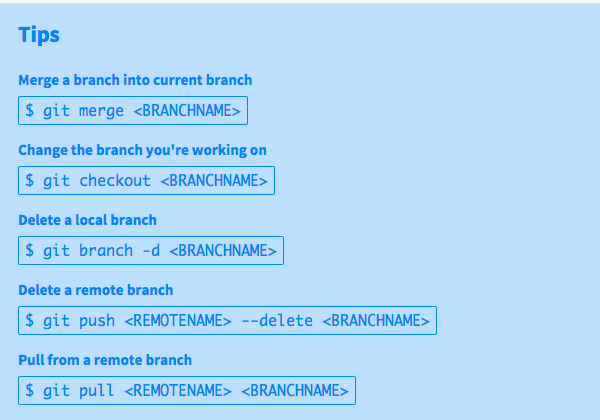 Tips
Merge a branch into current branch
$ git merge <BRANCHNAME>
Change the branch you're working on
$ git checkout <BRANCHNAME>
Delete a local branch
$ git branch -d <BRANCHNAME>
Delete a remote branch
$ git push <REMOTENAME> --delete <BRANCHNAME>
Pull from a remote branch
$ git pull <REMOTENAME> <BRANCHNAME>